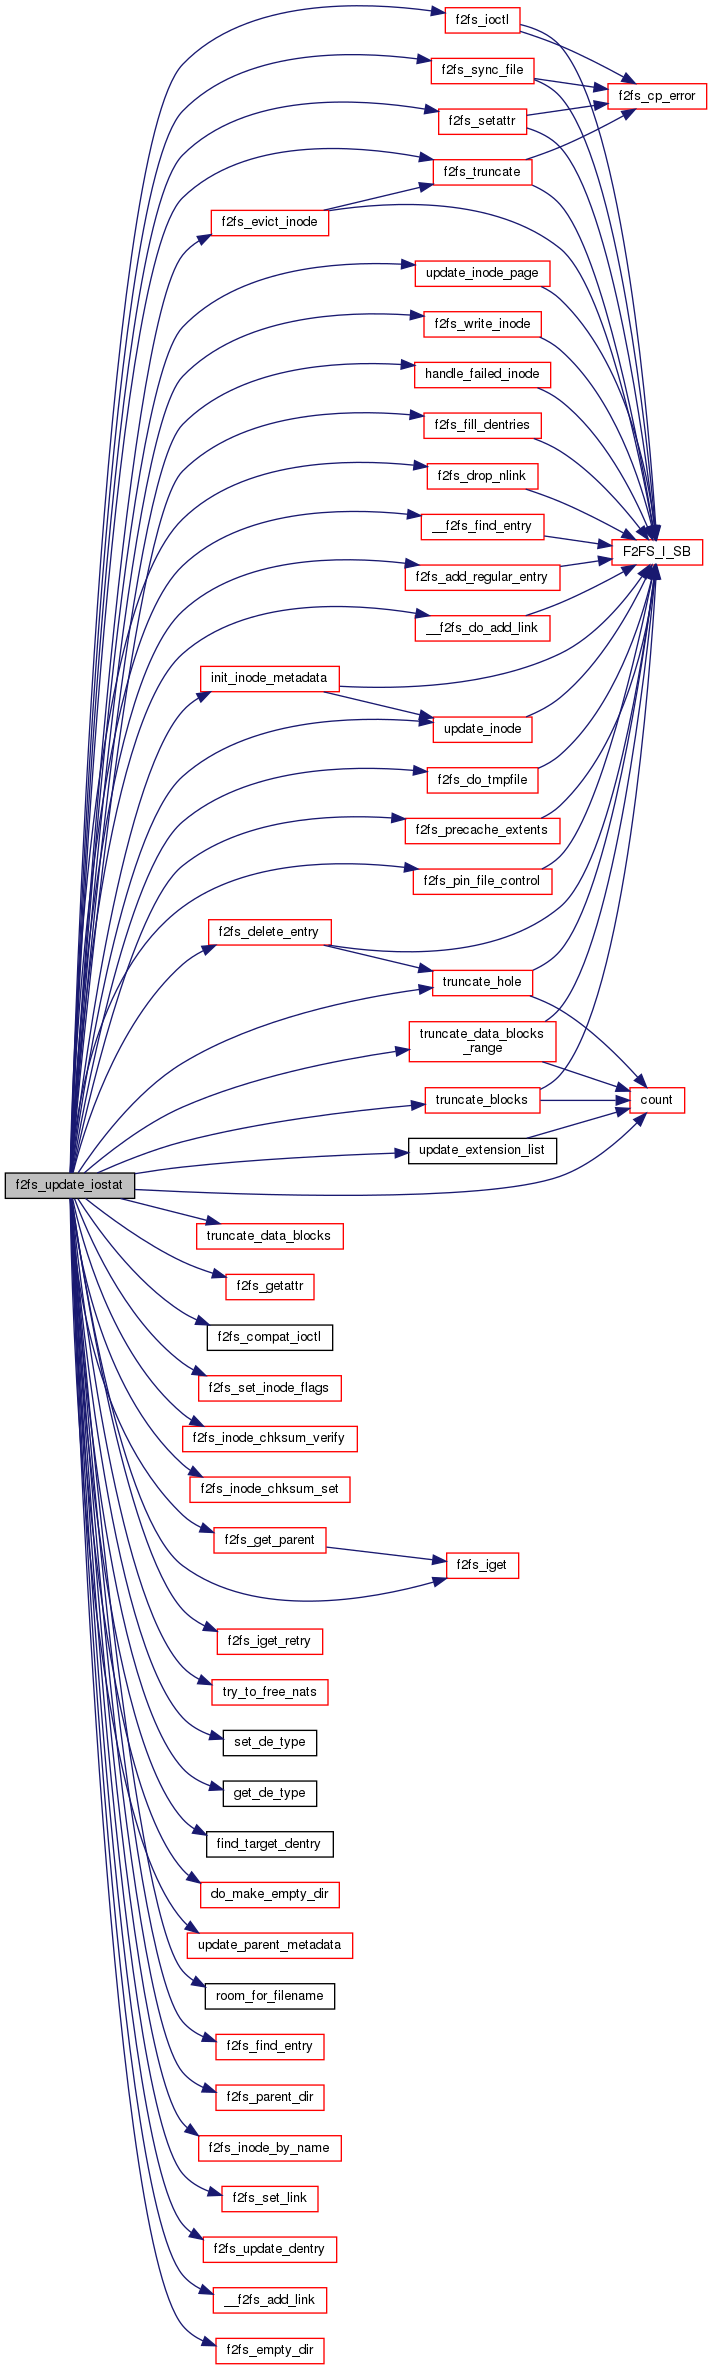 f2fs_ioctl
f2fs_sync_file
f2fs_cp_error
f2fs_setattr
f2fs_truncate
f2fs_evict_inode
update_inode_page
f2fs_write_inode
handle_failed_inode
f2fs_fill_dentries
f2fs_drop_nlink
__f2fs_find_entry
F2FS_I_SB
f2fs_add_regular_entry
__f2fs_do_add_link
init_inode_metadata
update_inode
f2fs_do_tmpfile
f2fs_precache_extents
f2fs_pin_file_control
f2fs_delete_entry
truncate_hole
truncate_data_blocks
_range
truncate_blocks
count
update_extension_list
f2fs_update_iostat
truncate_data_blocks
f2fs_getattr
f2fs_compat_ioctl
f2fs_set_inode_flags
f2fs_inode_chksum_verify
f2fs_inode_chksum_set
f2fs_get_parent
f2fs_iget
f2fs_iget_retry
try_to_free_nats
set_de_type
get_de_type
find_target_dentry
do_make_empty_dir
update_parent_metadata
room_for_filename
f2fs_find_entry
f2fs_parent_dir
f2fs_inode_by_name
f2fs_set_link
f2fs_update_dentry
__f2fs_add_link
f2fs_empty_dir